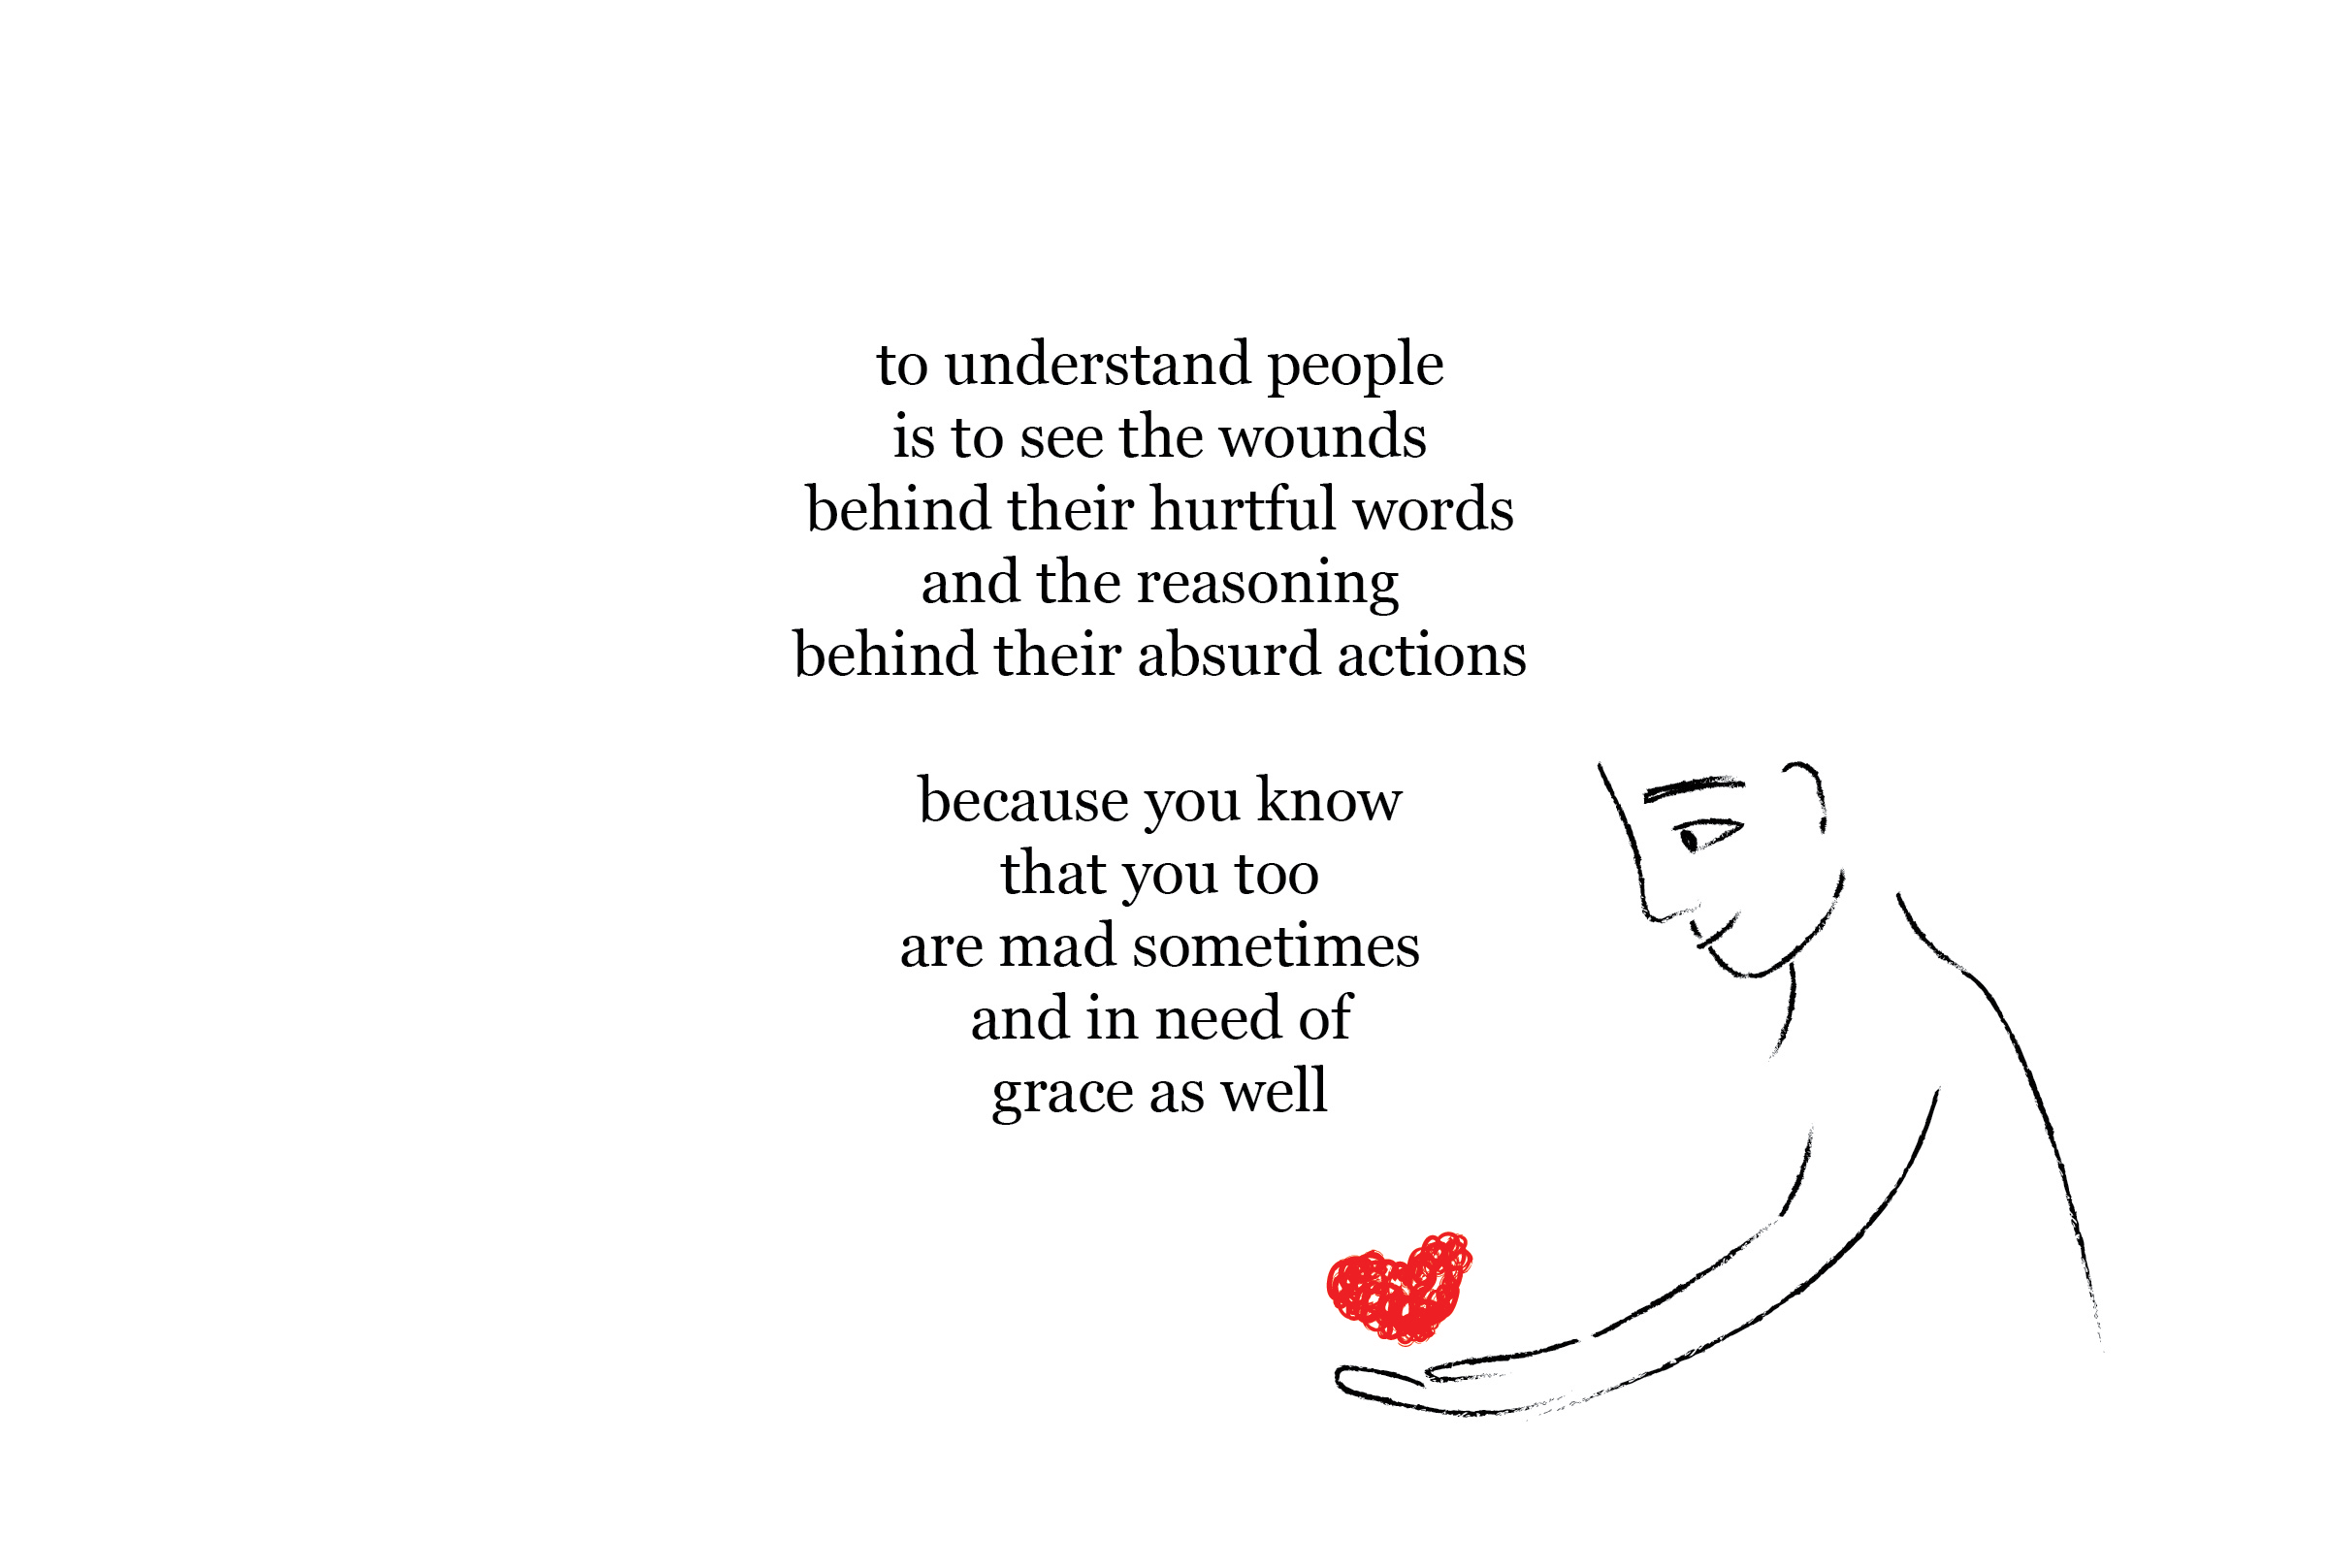 to understand people
is to see the wounds
behind their hurtful words
and the reasoning
behind their absurd actions
because you know
that you too
are mad sometimes
and in need of
grace as well